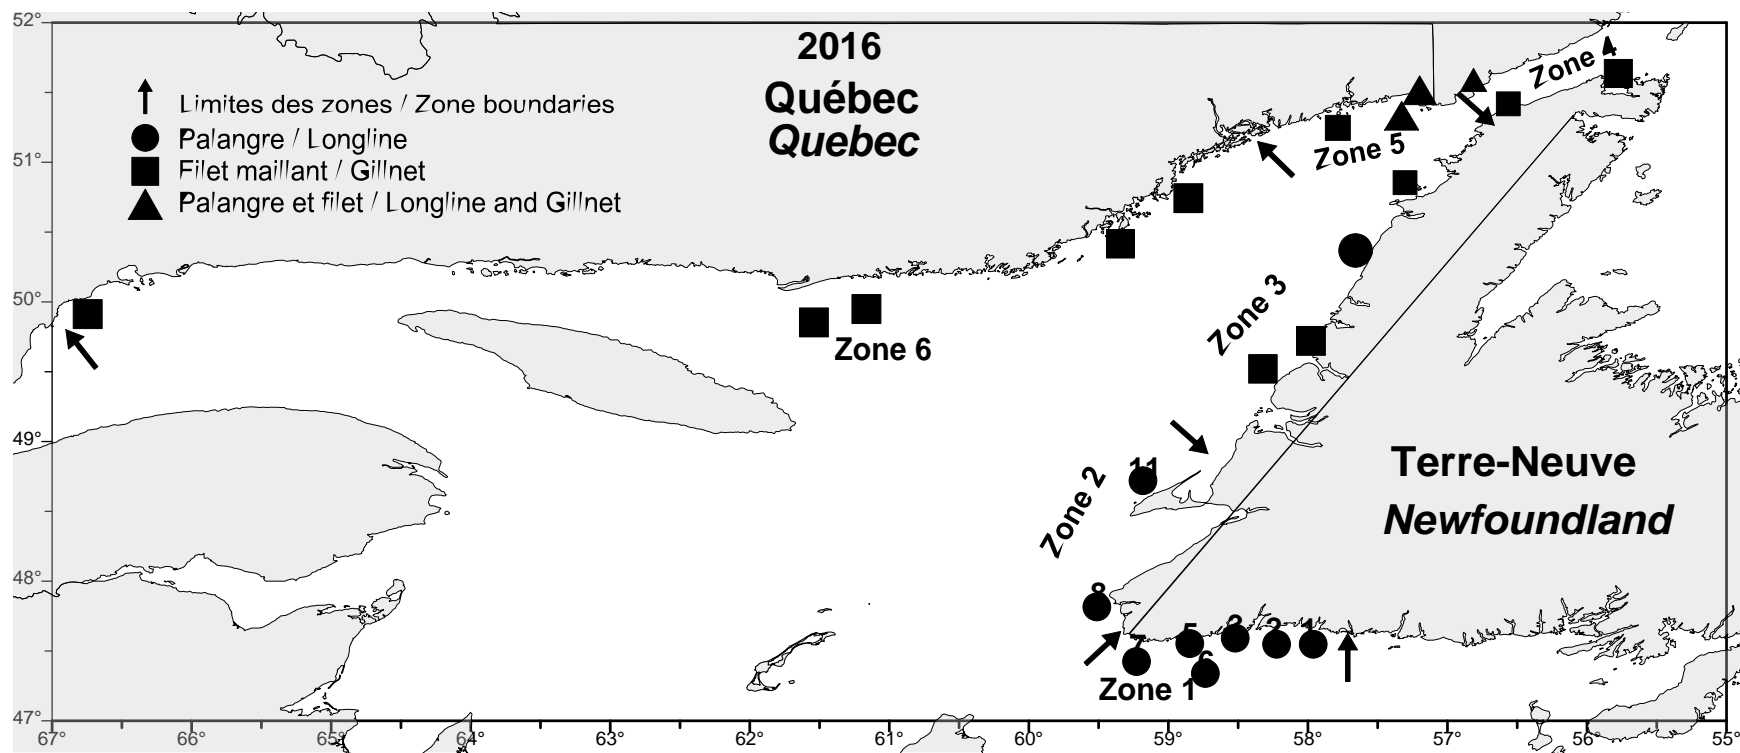 52°
2016
Québec
Quebec
Limites des zones / Zone boundaries
Palangre / Longline
Filet maillant / Gillnet
Palangre et filet / Longline and Gillnet
Zone 4
51°
Zone 5
50°
Zone 3
Zone 6
49°
11
Zone 2
Terre-Neuve
Newfoundland
48°
8
7
5
6
3
2
1
Zone 1
47°
67°
66°
65°
64°
63°
62°
61°
60°
59°
58°
57°
56°
55°